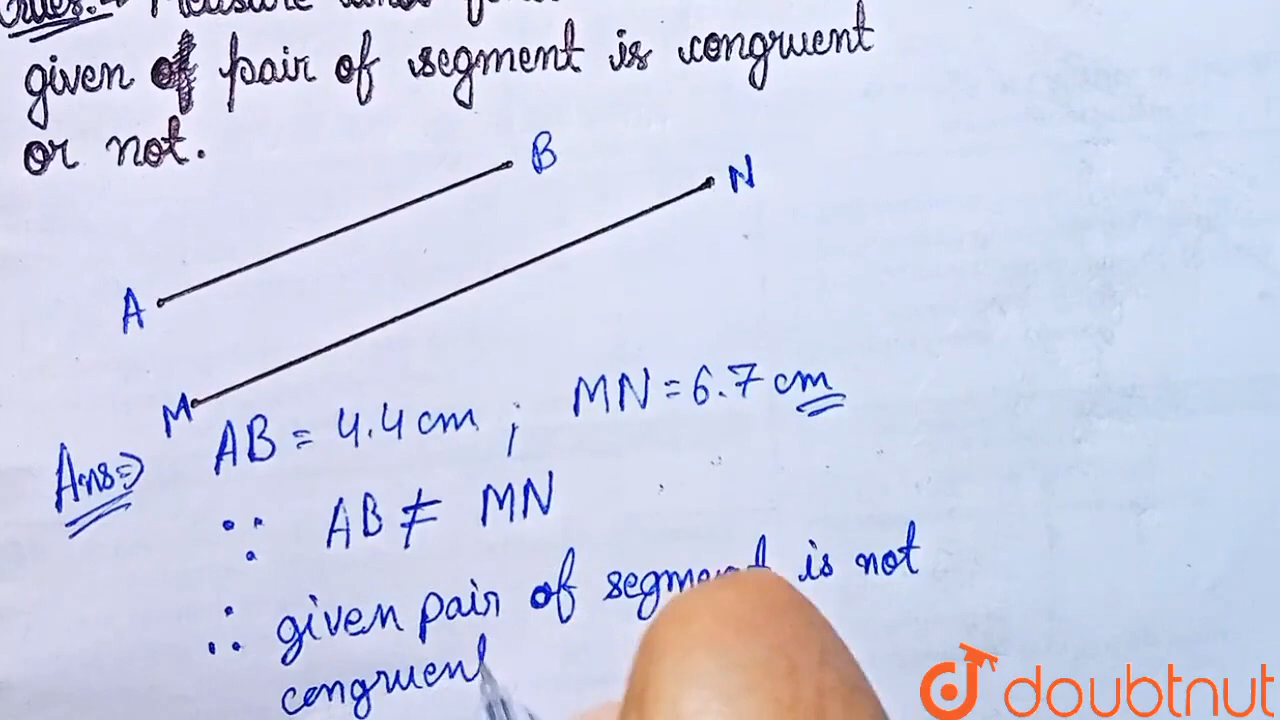 given of pair of segment is congruent
or not.
B
N
A
M
AB = 4.4 cm ; MN = 6.7 cm
Ans⇒
∵ AB ≠ MN
∴ given pair of segment is not
congruent
doubtnut